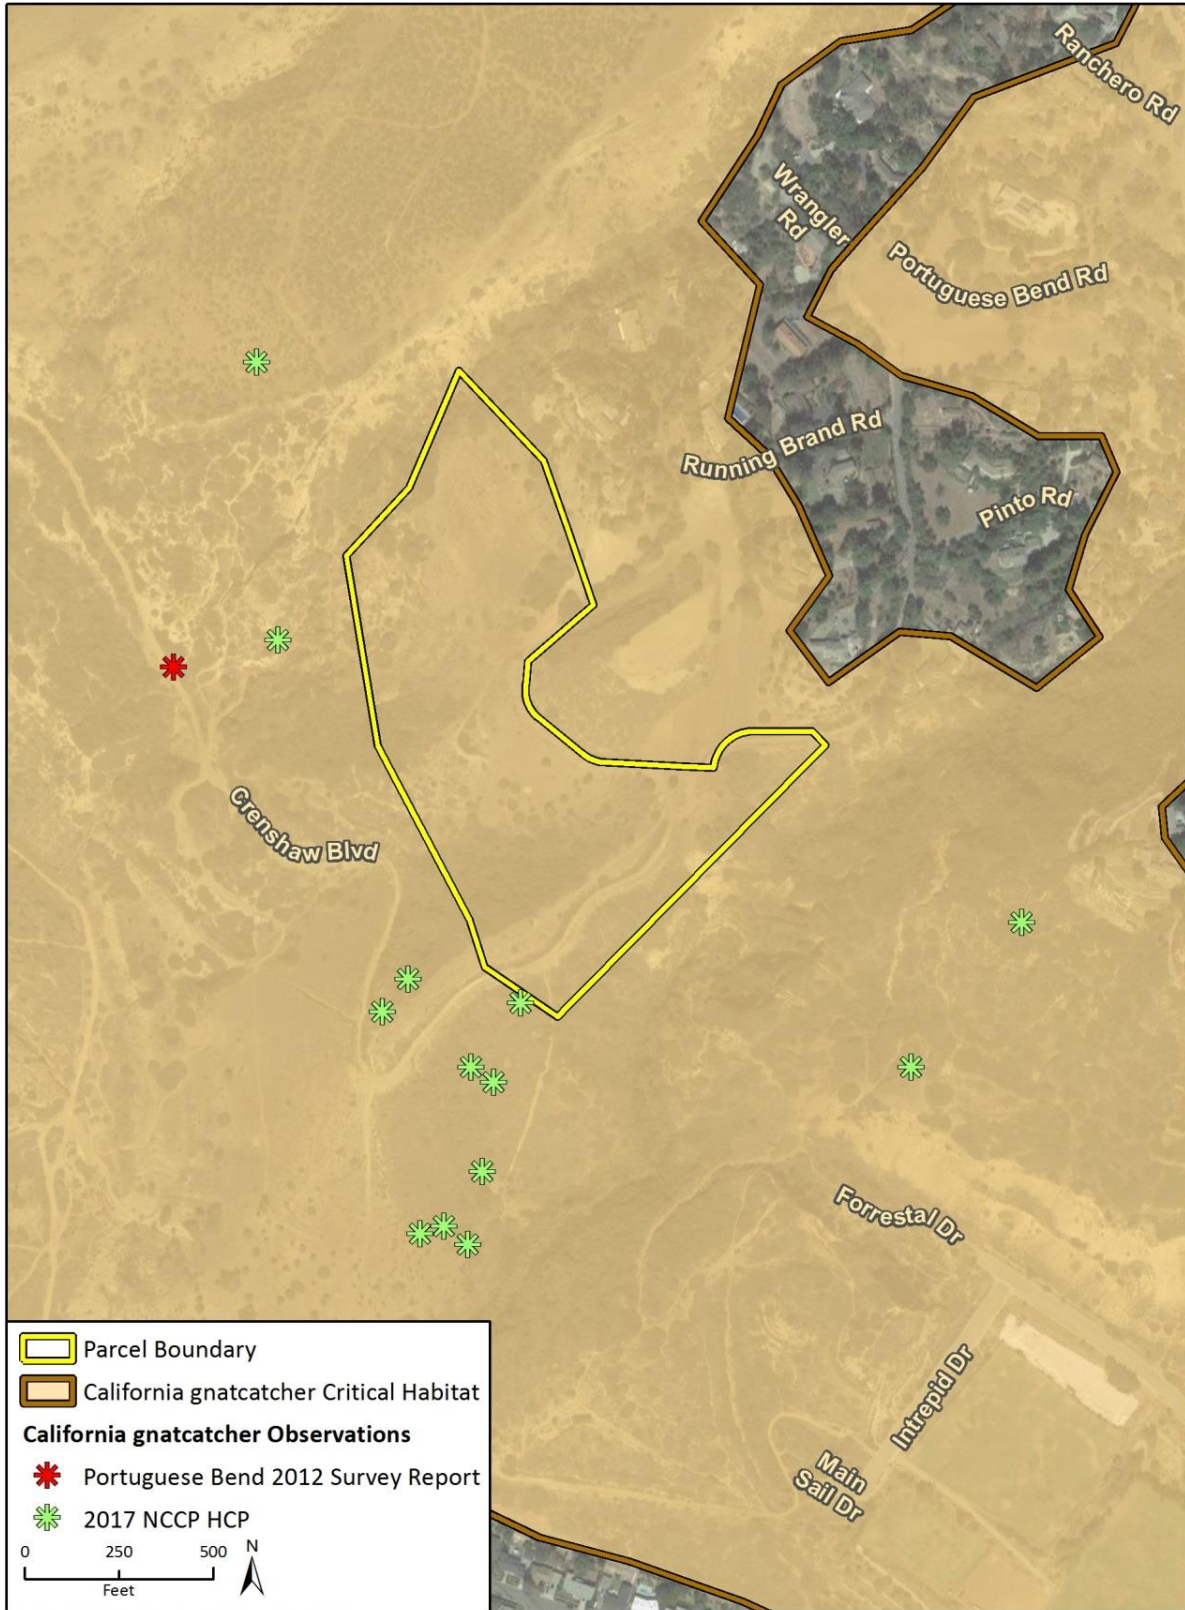 Ranchero Rd
Wrangler
Rd
Portuguese Bend Rd
Running Brand Rd
Pinto Rd
Crenshaw Blvd
Forrestal Dr
Intrepid Dr
Main
Sail Dr
Parcel Boundary
California gnatcatcher Critical Habitat
California gnatcatcher Observations
Portuguese Bend 2012 Survey Report
2017 NCCP HCP
0 250 500 N
Feet